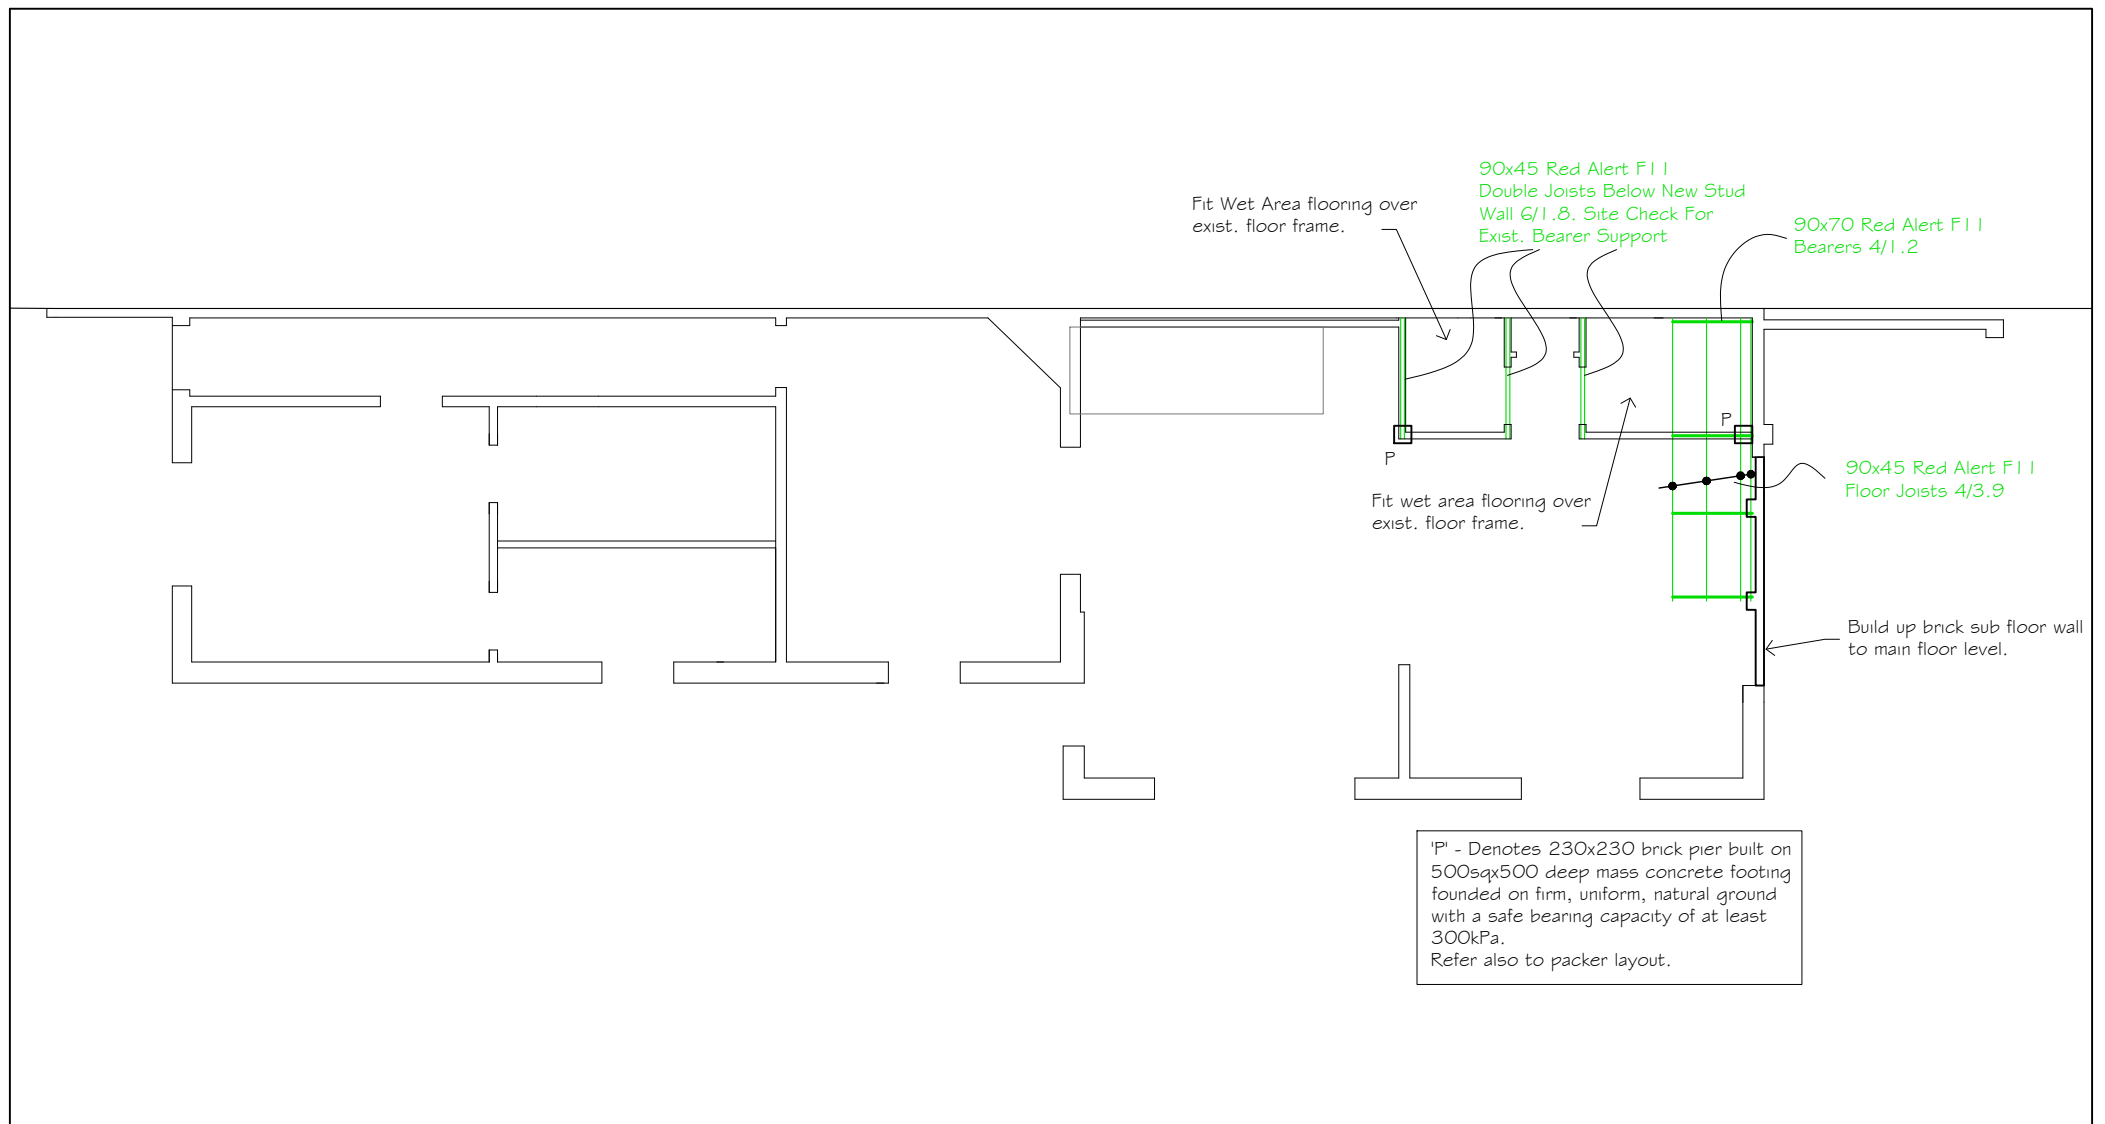 90x45 Red Alert F11
Double Joists Below New Stud
Wall 6/1.8. Site Check For
Exist. Bearer Support
Fit Wet Area flooring over
exist. floor frame.
90x70 Red Alert F11
Bearers 4/1.2
P
P
90x45 Red Alert F11
Floor Joists 4/3.9
Fit wet area flooring over
exist. floor frame.
Build up brick sub floor wall
to main floor level.
'P' - Denotes 230x230 brick pier built on
500sqx500 deep mass concrete footing
founded on firm, uniform, natural ground
with a safe bearing capacity of at least
300kPa.
Refer also to packer layout.